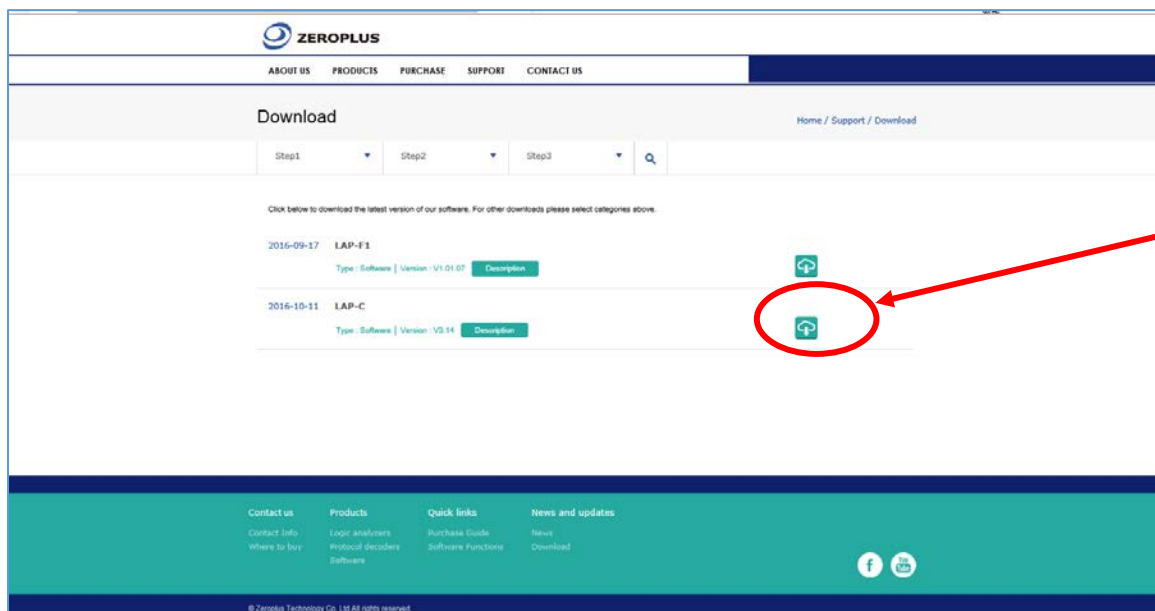 ZEROPLUS
ABOUT US PRODUCTS PURCHASE SUPPORT CONTACT US
Download
Home / Support / Download
Step1 Step2 Step3
Click below to download the latest version of our software. For other downloads please select categories above.
2016-09-17 LAP-F1
Type : Software | Version : V1.01.07 Description
2016-10-11 LAP-C
Type : Software | Version : V3.14 Description
Contact us Products Quick links News and updates
Contact Info Logic analyzers Purchase Guide News
Where to buy Protocol decoders Software Functions Download
Software
f You Tube
© Zeroplus Technology Co. Ltd All rights reserved.